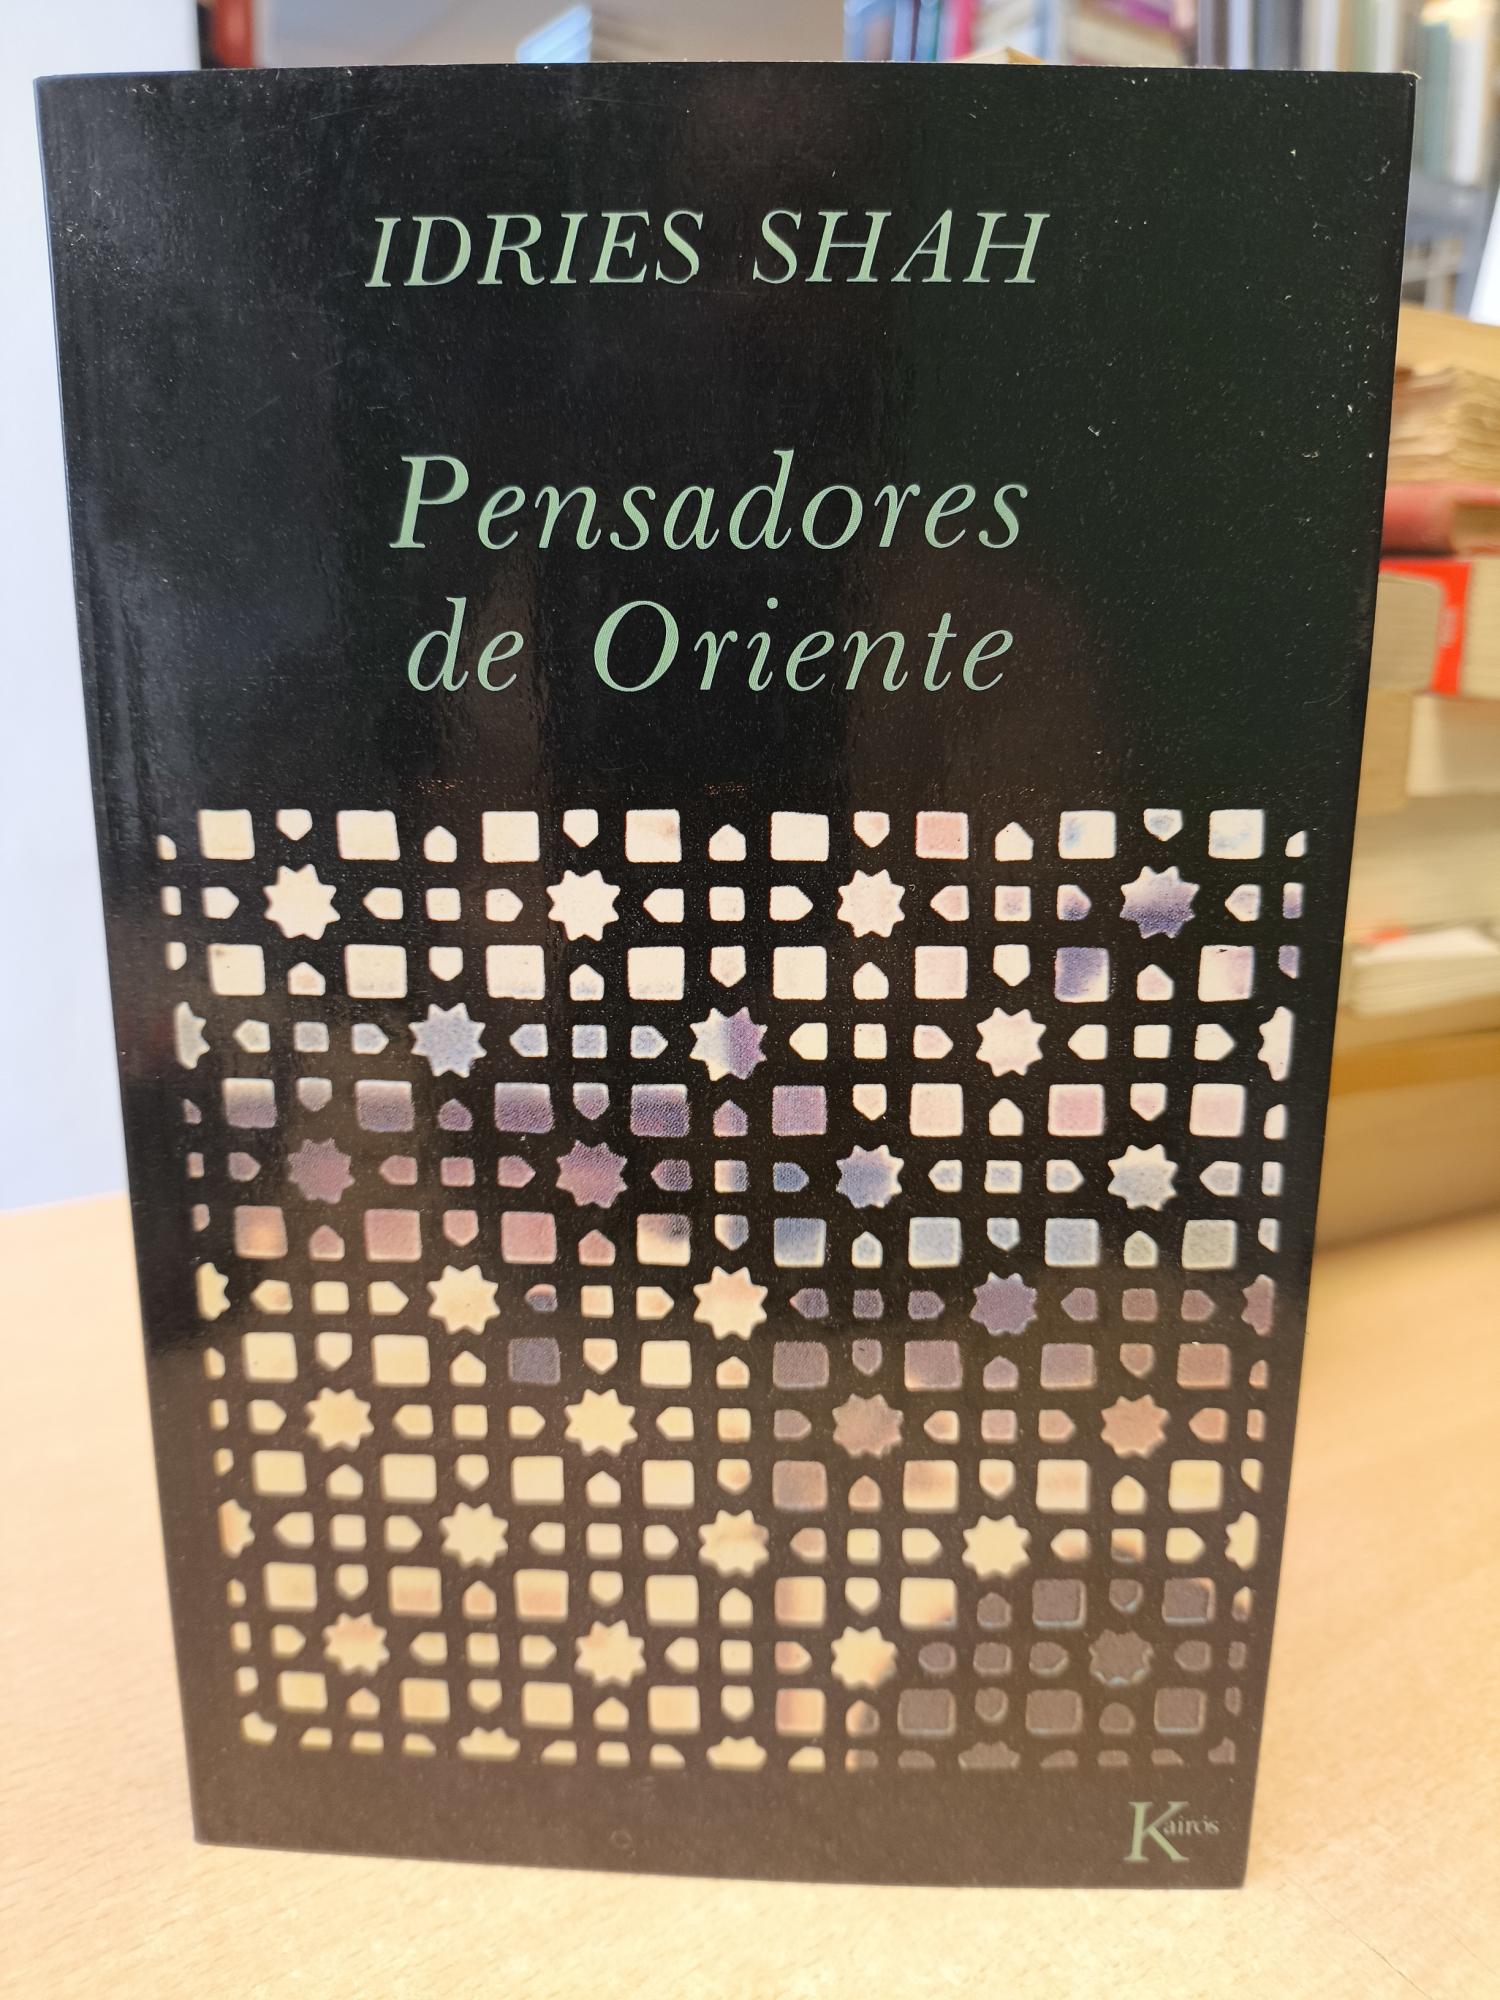 IDRIES SHAH
Pensadores
de Oriente
Kairós